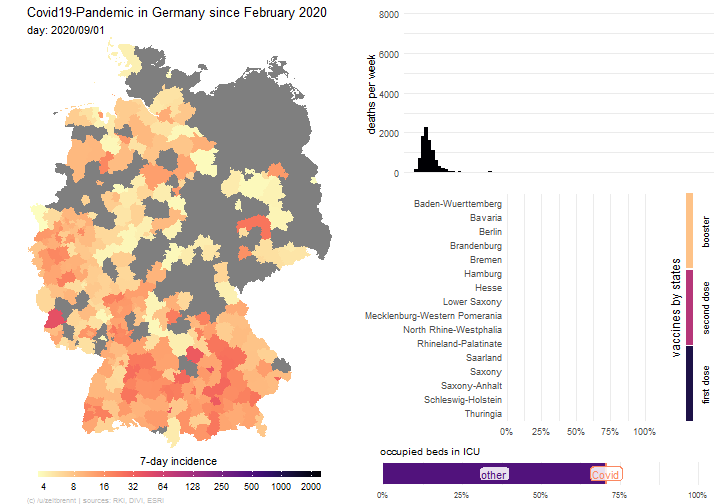 Covid19-Pandemic in Germany since February 2020
day: 2020/09/01
7-day incidence
4 8 16 32 64 128 300 500 1000 2000
(c) /u/zeitbrennt | sources: RKI, DIVI, ESRI
deaths per week
8000
6000
4000
2000
0
Baden-Wuerttemberg
Bavaria
Berlin
Brandenburg
Bremen
Hamburg
Hesse
Lower Saxony
Mecklenburg-Western Pomerania
North Rhine-Westphalia
Rhineland-Palatinate
Saarland
Saxony
Saxony-Anhalt
Schleswig-Holstein
Thuringia
0% 25% 50% 75% 100%
vaccines by states
booster
second dose
first dose
occupied beds in ICU
other
Covid
0% 25% 50% 75% 100%